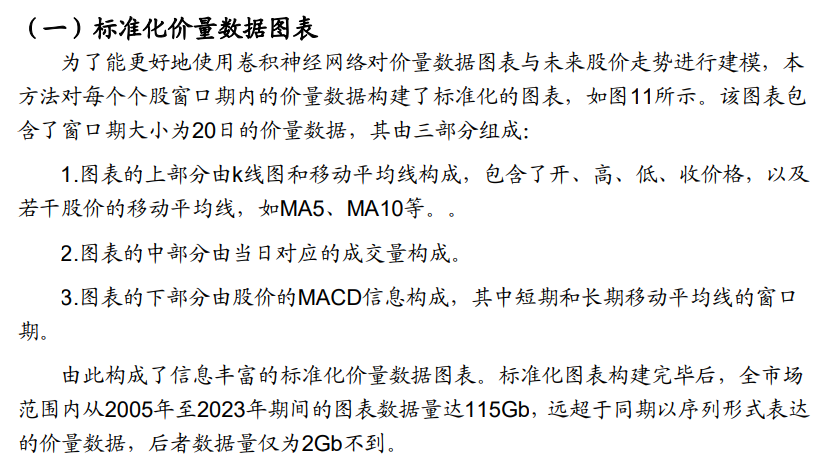 （一）标准化价量数据图表
为了能更好地使用卷积神经网络对价量数据图表与未来股价走势进行建模，本
方法对每个个股窗口期内的价量数据构建了标准化的图表，如图11所示。该图表包
含了窗口期大小为20日的价量数据，其由三部分组成：
1.图表的上部分由k线图和移动平均线构成，包含了开、高、低、收价格，以及
若干股价的移动平均线，如MA5、MA10等。。
2.图表的中部分由当日对应的成交量构成。
3.图表的下部分由股价的MACD信息构成，其中短期和长期移动平均线的窗口
期。
由此构成了信息丰富的标准化价量数据图表。标准化图表构建完毕后，全市场
范围内从2005年至2023年期间的图表数据量达115Gb，远超于同期以序列形式表达
的价量数据，后者数据量仅为2Gb不到。